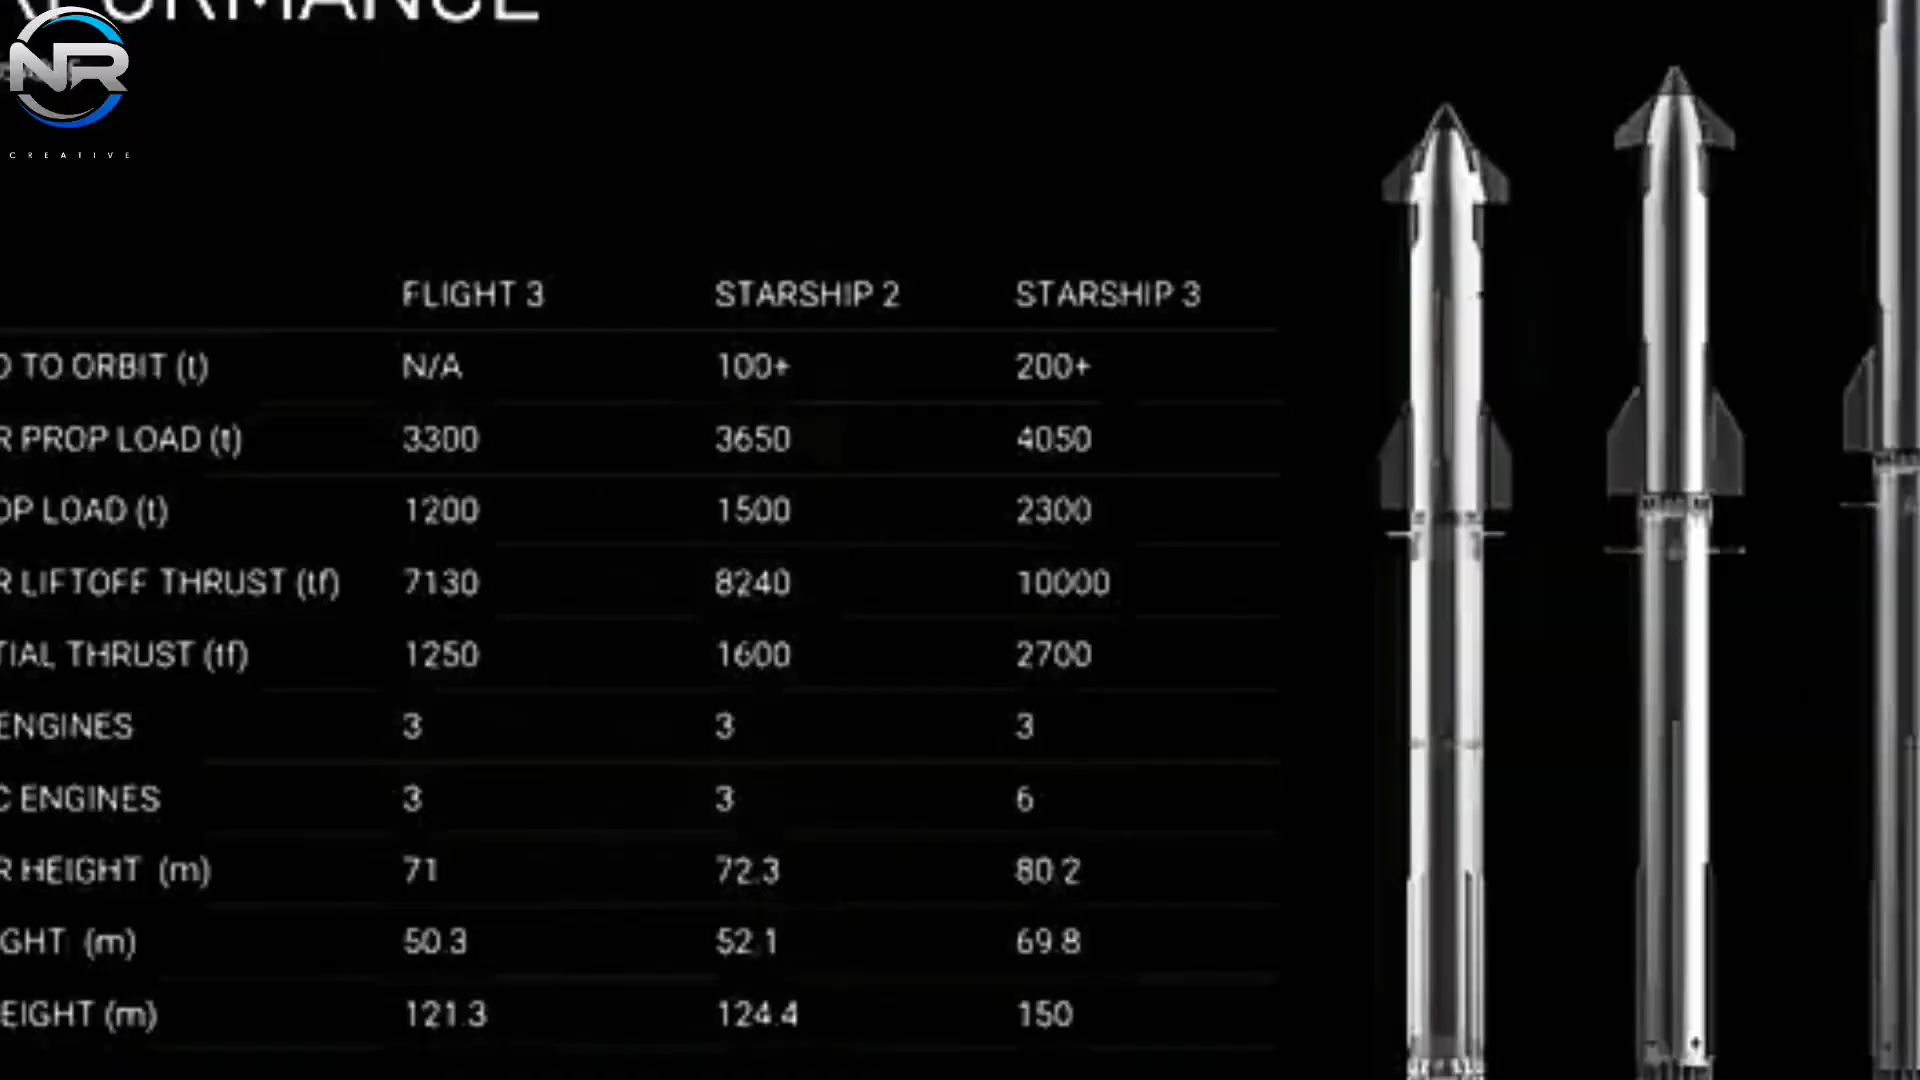 RFORMANCE
NR
CREATIVE
FLIGHT 3 STARSHIP 2 STARSHIP 3
D TO ORBIT (t) N/A 100+ 200+
R PROP LOAD (t) 3300 3650 4050
OP LOAD (t) 1200 1500 2300
R LIFTOFF THRUST (tf) 7130 8240 10000
TIAL THRUST (tf) 1250 1600 2700
ENGINES 3 3 3
C ENGINES 3 3 6
R HEIGHT (m) 71 72.3 80.2
GHT (m) 50.3 52.1 69.8
EIGHT (m) 121.3 124.4 150